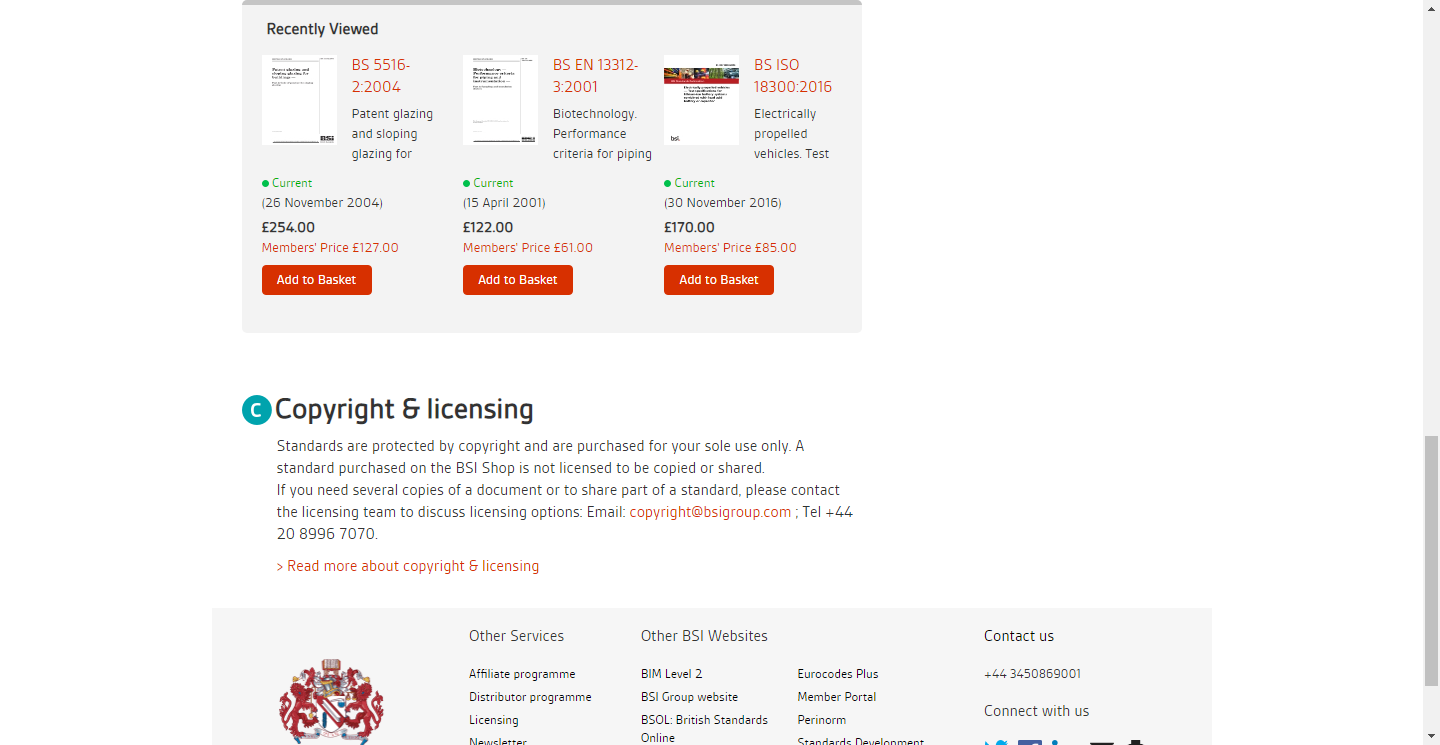 Recently Viewed
BS 5516-
2:2004
Patent glazing
and sloping
glazing for
Current
(26 November 2004)
£254.00
Members' Price £127.00
Add to Basket
BS EN 13312-
3:2001
Biotechnology.
Performance
criteria for piping
Current
(15 April 2001)
£122.00
Members' Price £61.00
Add to Basket
BS ISO
18300:2016
Electrically
propelled
vehicles. Test
bsi.
Current
(30 November 2016)
£170.00
Members' Price £85.00
Add to Basket
C Copyright & licensing
Standards are protected by copyright and are purchased for your sole use only. A
standard purchased on the BSI Shop is not licensed to be copied or shared.
If you need several copies of a document or to share part of a standard, please contact
the licensing team to discuss licensing options: Email: copyright@bsigroup.com ; Tel +44
20 8996 7070.
> Read more about copyright & licensing
Other Services
Affiliate programme
Distributor programme
Licensing
Newsletter
Other BSI Websites
BIM Level 2
BSI Group website
BSOL: British Standards
Online
Eurocodes Plus
Member Portal
Perinorm
Standards Development
Contact us
+44 3450869001
Connect with us